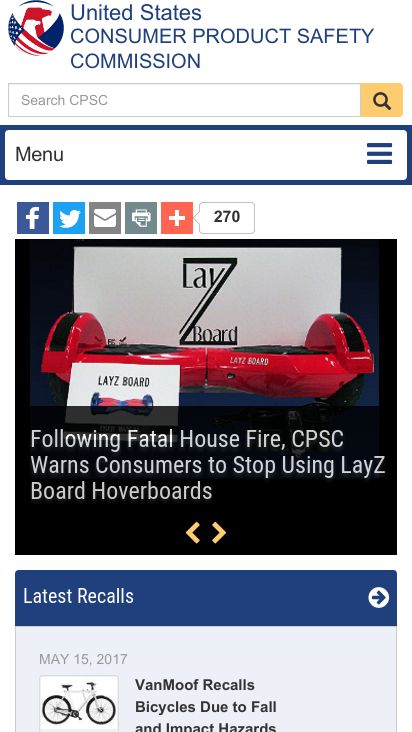 United States
CONSUMER PRODUCT SAFETY
COMMISSION
Search CPSC
Menu
270
LayZ
Board
LAYZ BOARD
LAYZ BOARD
Following Fatal House Fire, CPSC
Warns Consumers to Stop Using LayZ
Board Hoverboards
Latest Recalls
MAY 15, 2017
VanMoof Recalls
Bicycles Due to Fall
and Impact Hazards